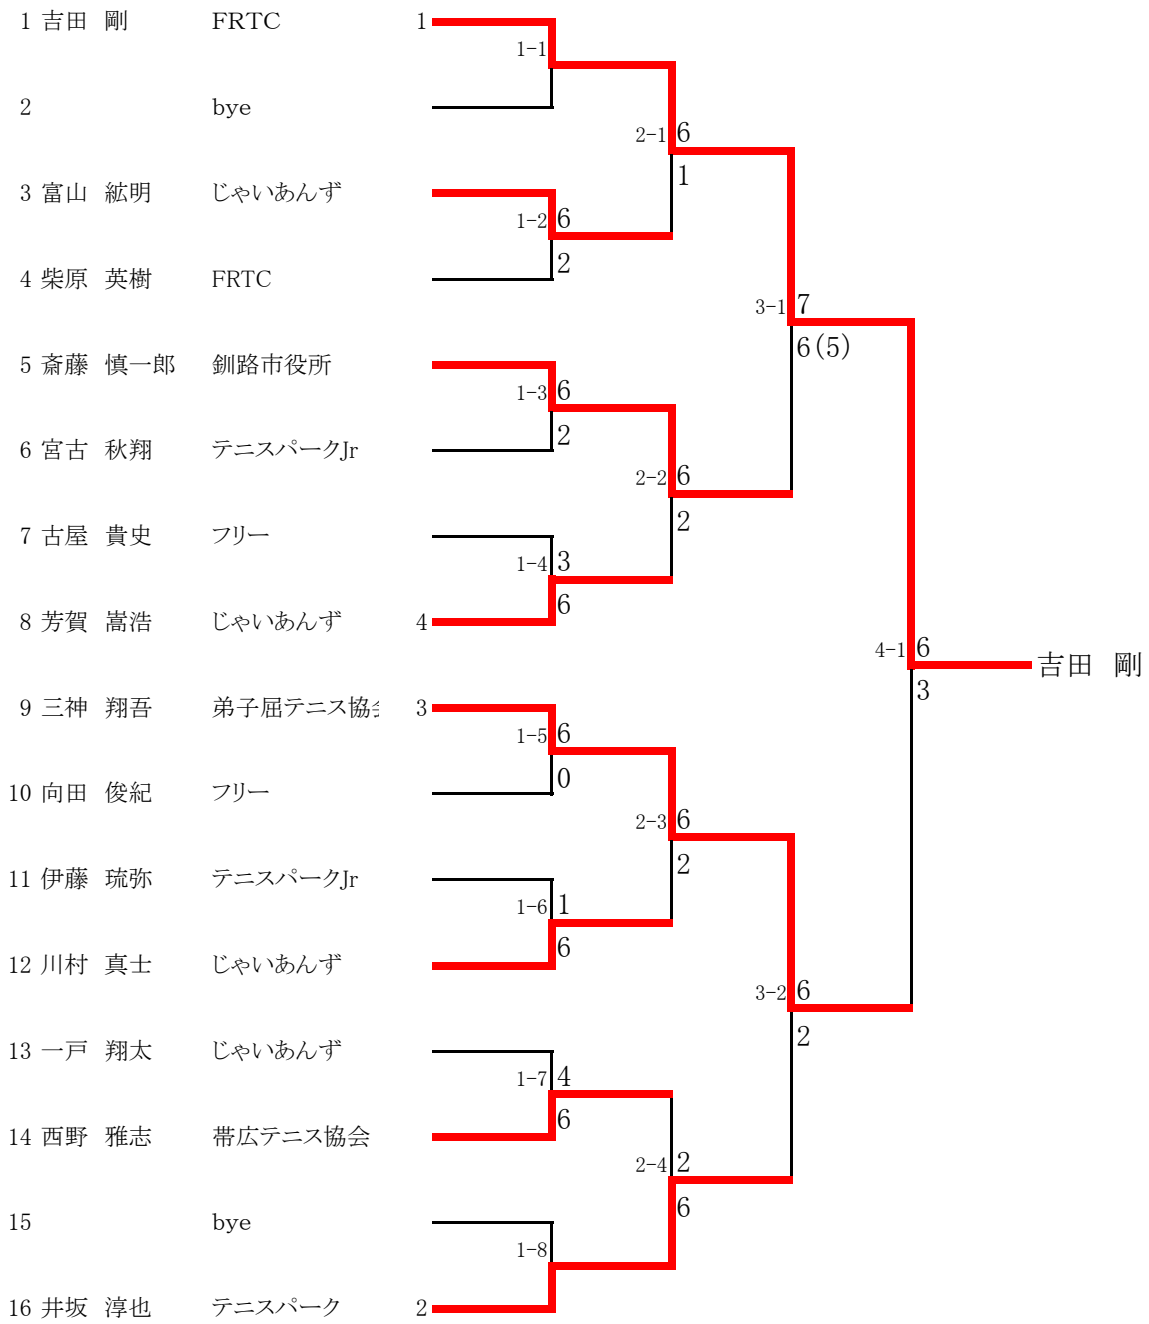 1 吉田 剛 FRTC 1
1-1
2 bye
2-1 6
1
3 富山 紘明 じゃいあんず
1-2 6
2
4 柴原 英樹 FRTC
3-1 7
6(5)
5 斎藤 慎一郎 釧路市役所
1-3 6
2
6 宮古 秋翔 テニスパークJr
2-2 6
2
7 古屋 貴史 フリー
1-4 3
6
8 芳賀 嵩浩 じゃいあんず 4
4-1 6
吉田 剛
3
9 三神 翔吾 弟子屈テニス協会 3
1-5 6
0
10 向田 俊紀 フリー
2-3 6
2
11 伊藤 琉弥 テニスパークJr
1-6 1
6
12 川村 真士 じゃいあんず
3-2 6
2
13 一戸 翔太 じゃいあんず
1-7 4
6
14 西野 雅志 帯広テニス協会
2-4 2
6
15 bye
1-8
16 井坂 淳也 テニスパーク 2